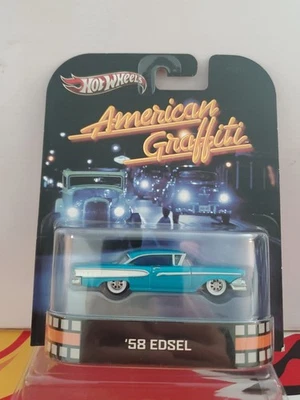 HOT WHEELS
American
Graffiti
'58 EDSEL